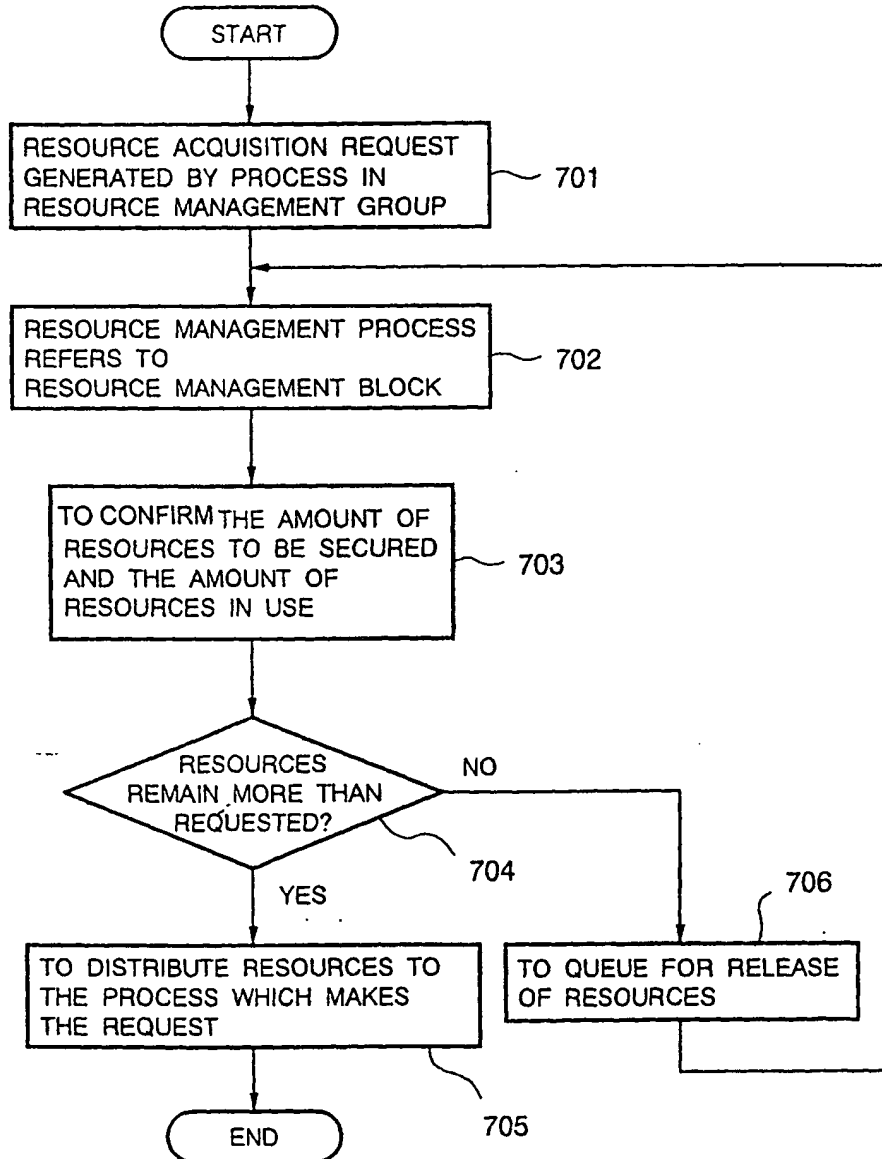 START
RESOURCE ACQUISITION REQUEST
GENERATED BY PROCESS IN
RESOURCE MANAGEMENT GROUP
701
RESOURCE MANAGEMENT PROCESS
REFERS TO
RESOURCE MANAGEMENT BLOCK
702
TO CONFIRM THE AMOUNT OF
RESOURCES TO BE SECURED
AND THE AMOUNT OF
RESOURCES IN USE
703
RESOURCES
REMAIN MORE THAN
REQUESTED?
NO
704
YES
706
TO DISTRIBUTE RESOURCES TO
THE PROCESS WHICH MAKES
THE REQUEST
TO QUEUE FOR RELEASE
OF RESOURCES
705
END